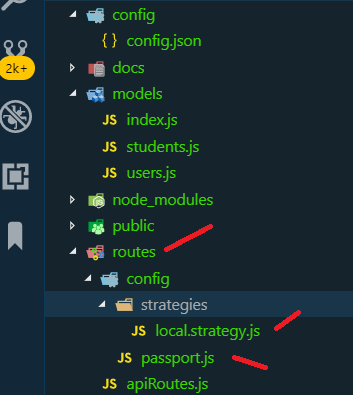 config
{ } config.json
2k+
docs
models
JS index.js
JS students.js
JS users.js
node_modules
public
routes
config
strategies
JS local.strategy.js
JS passport.js
JS apiRoutes.js